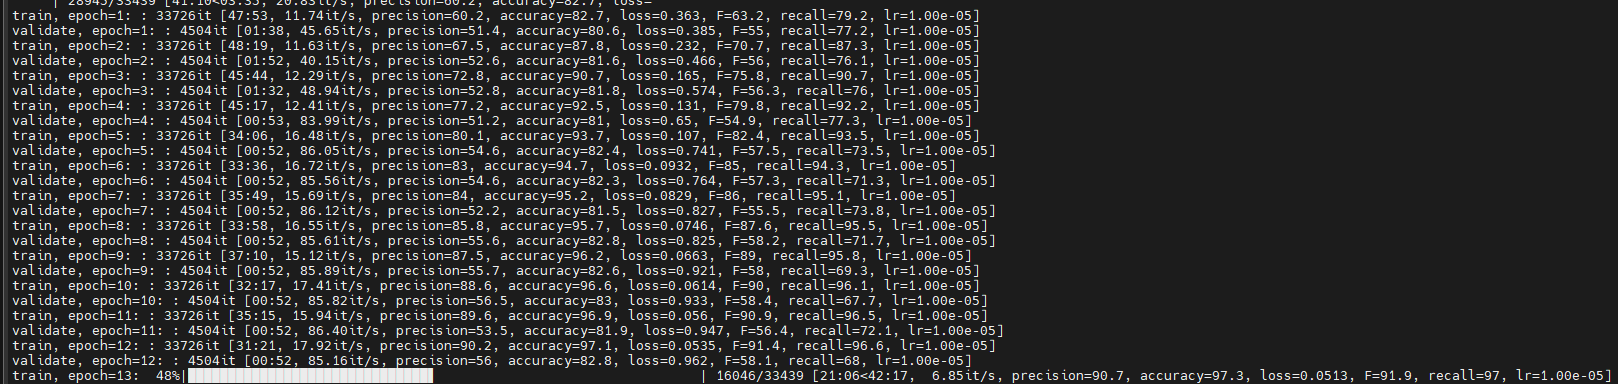 | 28945/33439 [41:10<03:35, 20.83it/s, precision=60.2, accuracy=82.7, loss=
train, epoch=1: : 33726it [47:53, 11.74it/s, precision=60.2, accuracy=82.7, loss=0.363, F=63.2, recall=79.2, lr=1.00e-05]
validate, epoch=1: : 4504it [01:38, 45.65it/s, precision=51.4, accuracy=80.6, loss=0.385, F=55, recall=77.2, lr=1.00e-05]
train, epoch=2: : 33726it [48:19, 11.63it/s, precision=67.5, accuracy=87.8, loss=0.232, F=70.7, recall=87.3, lr=1.00e-05]
validate, epoch=2: : 4504it [01:52, 40.15it/s, precision=52.6, accuracy=81.6, loss=0.466, F=56, recall=76.1, lr=1.00e-05]
train, epoch=3: : 33726it [45:44, 12.29it/s, precision=72.8, accuracy=90.7, loss=0.165, F=75.8, recall=90.7, lr=1.00e-05]
validate, epoch=3: : 4504it [01:32, 48.94it/s, precision=52.8, accuracy=81.8, loss=0.574, F=56.3, recall=76, lr=1.00e-05]
train, epoch=4: : 33726it [45:17, 12.41it/s, precision=77.2, accuracy=92.5, loss=0.131, F=79.8, recall=92.2, lr=1.00e-05]
validate, epoch=4: : 4504it [00:53, 83.99it/s, precision=51.2, accuracy=81, loss=0.65, F=54.9, recall=77.3, lr=1.00e-05]
train, epoch=5: : 33726it [34:06, 16.48it/s, precision=80.1, accuracy=93.7, loss=0.107, F=82.4, recall=93.5, lr=1.00e-05]
validate, epoch=5: : 4504it [00:52, 86.05it/s, precision=54.6, accuracy=82.4, loss=0.741, F=57.5, recall=73.5, lr=1.00e-05]
train, epoch=6: : 33726it [33:36, 16.72it/s, precision=83, accuracy=94.7, loss=0.0932, F=85, recall=94.3, lr=1.00e-05]
validate, epoch=6: : 4504it [00:52, 85.56it/s, precision=54.6, accuracy=82.3, loss=0.764, F=57.3, recall=71.3, lr=1.00e-05]
train, epoch=7: : 33726it [35:49, 15.69it/s, precision=84, accuracy=95.2, loss=0.0829, F=86, recall=95.1, lr=1.00e-05]
validate, epoch=7: : 4504it [00:52, 86.12it/s, precision=52.2, accuracy=81.5, loss=0.827, F=55.5, recall=73.8, lr=1.00e-05]
train, epoch=8: : 33726it [33:58, 16.55it/s, precision=85.8, accuracy=95.7, loss=0.0746, F=87.6, recall=95.5, lr=1.00e-05]
validate, epoch=8: : 4504it [00:52, 85.61it/s, precision=55.6, accuracy=82.8, loss=0.825, F=58.2, recall=71.7, lr=1.00e-05]
train, epoch=9: : 33726it [37:10, 15.12it/s, precision=87.5, accuracy=96.2, loss=0.0663, F=89, recall=95.8, lr=1.00e-05]
validate, epoch=9: : 4504it [00:52, 85.89it/s, precision=55.7, accuracy=82.6, loss=0.921, F=58, recall=69.3, lr=1.00e-05]
train, epoch=10: : 33726it [32:17, 17.41it/s, precision=88.6, accuracy=96.6, loss=0.0614, F=90, recall=96.1, lr=1.00e-05]
validate, epoch=10: : 4504it [00:52, 85.82it/s, precision=56.5, accuracy=83, loss=0.933, F=58.4, recall=67.7, lr=1.00e-05]
train, epoch=11: : 33726it [35:15, 15.94it/s, precision=89.6, accuracy=96.9, loss=0.056, F=90.9, recall=96.5, lr=1.00e-05]
validate, epoch=11: : 4504it [00:52, 86.40it/s, precision=53.5, accuracy=81.9, loss=0.947, F=56.4, recall=72.1, lr=1.00e-05]
train, epoch=12: : 33726it [31:21, 17.92it/s, precision=90.2, accuracy=97.1, loss=0.0535, F=91.4, recall=96.6, lr=1.00e-05]
validate, epoch=12: : 4504it [00:52, 85.16it/s, precision=56, accuracy=82.8, loss=0.962, F=58.1, recall=68, lr=1.00e-05]
train, epoch=13: 48%| | 16046/33439 [21:06<42:17, 6.85it/s, precision=90.7, accuracy=97.3, loss=0.0513, F=91.9, recall=97, lr=1.00e-05]